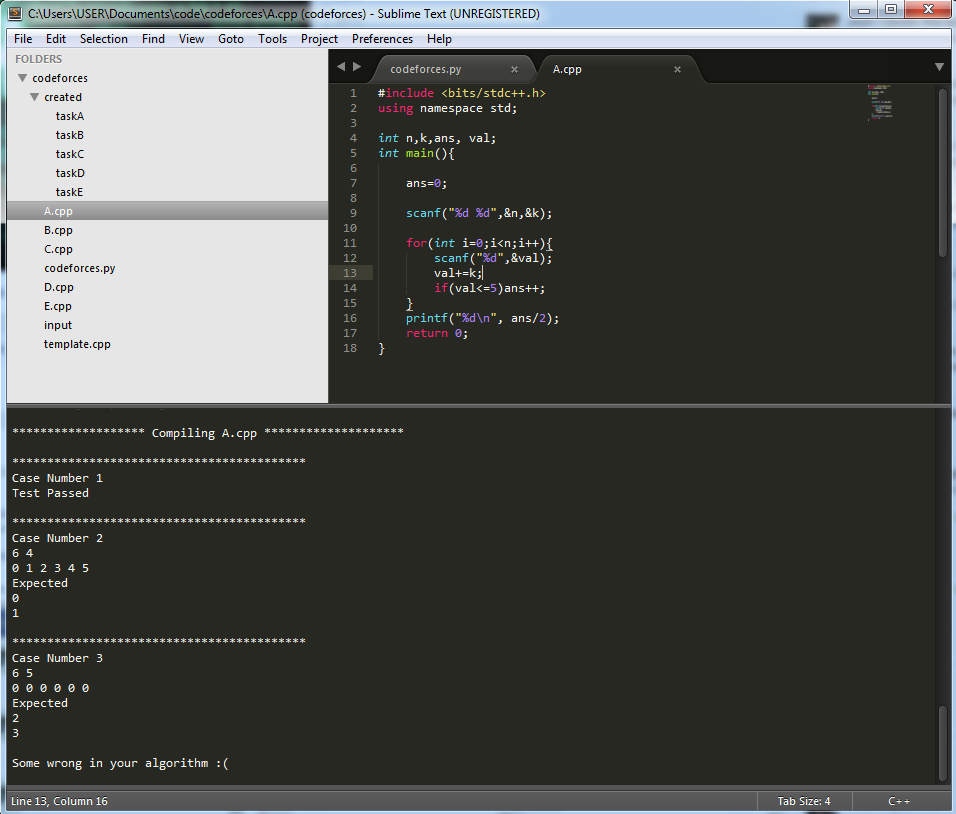 C:\Users\USER\Documents\code\codeforces\A.cpp (codeforces) - Sublime Text (UNREGISTERED)
File Edit Selection Find View Goto Tools Project Preferences Help
FOLDERS
codeforces
created
taskA
taskB
taskC
taskD
taskE
A.cpp
B.cpp
C.cpp
codeforces.py
D.cpp
E.cpp
input
template.cpp
codeforces.py × A.cpp ×
1 #include <bits/stdc++.h>
2 using namespace std;
3
4 int n,k,ans, val;
5 int main(){
6
7 ans=0;
8
9 scanf("%d %d",&n,&k);
10
11 for(int i=0;i<n;i++){
12 scanf("%d",&val);
13 val+=k;
14 if(val<=5)ans++;
15 }
16 printf("%d\n", ans/2);
17 return 0;
18 }
******************* Compiling A.cpp ********************
******************************************
Case Number 1
Test Passed
******************************************
Case Number 2
6 4
0 1 2 3 4 5
Expected
0
1
******************************************
Case Number 3
6 5
0 0 0 0 0 0
Expected
2
3
Some wrong in your algorithm :(
Line 13, Column 16 Tab Size: 4 C++